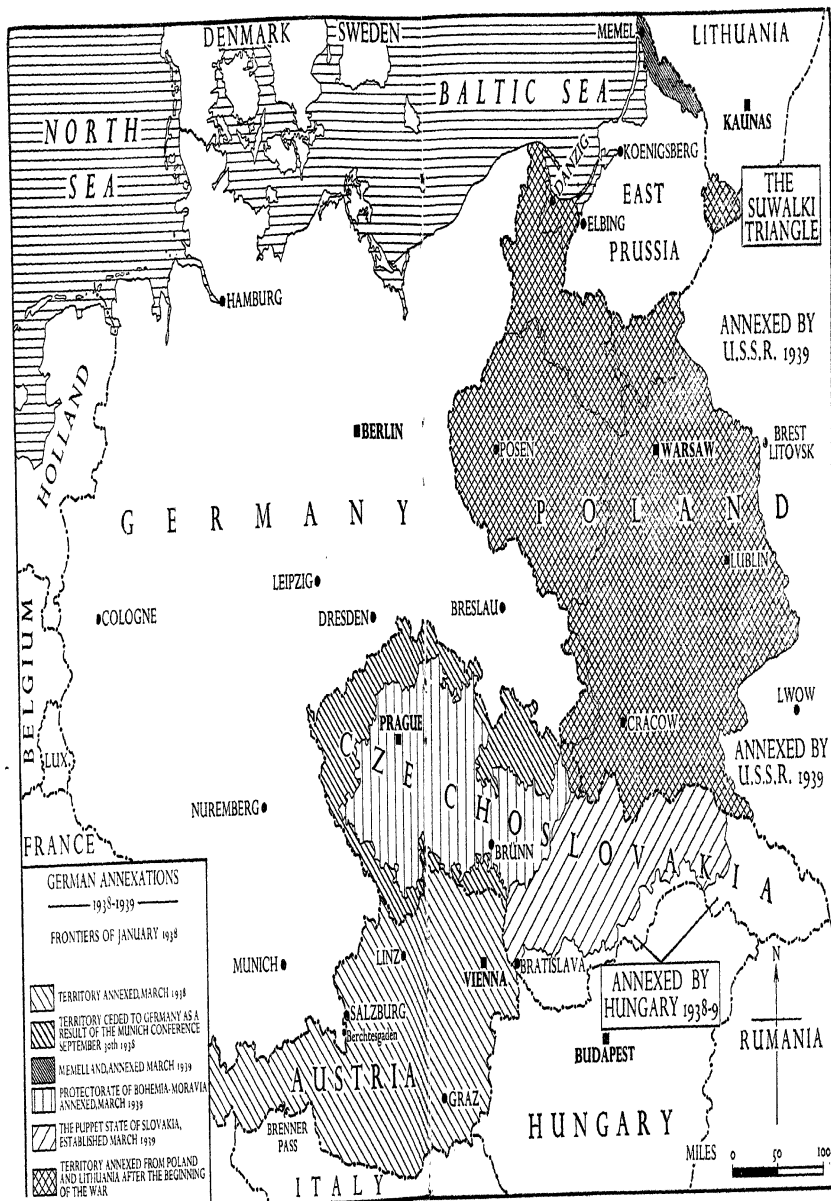 DENMARK
SWEDEN
MEMEL
LITHUANIA
BALTIC SEA
NORTH
SEA
KAUNAS
DANZIG
KOENIGSBERG
EAST
PRUSSIA
ELBING
THE
SUWALKI
TRIANGLE
HAMBURG
ANNEXED BY
U.S.S.R. 1939
HOLLAND
BERLIN
POSEN
WARSAW
BREST
LITOVSK
GERMANY
POLAND
LUBLIN
LEIPZIG
DRESDEN
BRESLAU
COLOGNE
BELGIUM
LUX.
LWOW
CRACOW
PRAGUE
ANNEXED BY
U.S.S.R. 1939
CZECHOSLOVAKIA
NUREMBERG
BRÜNN
FRANCE
GERMAN ANNEXATIONS
1938-1939
FRONTIERS OF JANUARY 1938
TERRITORY ANNEXED, MARCH 1938
TERRITORY CEDED TO GERMANY AS A
RESULT OF THE MUNICH CONFERENCE
SEPTEMBER 30th 1938
MEMELLAND, ANNEXED MARCH 1939
PROTECTORATE OF BOHEMIA-MORAVIA
ANNEXED, MARCH 1939
THE PUPPET STATE OF SLOVAKIA,
ESTABLISHED MARCH 1939
TERRITORY ANNEXED FROM POLAND
AND LITHUANIA AFTER THE BEGINNING
OF THE WAR
MUNICH
LINZ
VIENNA
BRATISLAVA
ANNEXED BY
HUNGARY 1938-9
N
SALZBURG
Berchtesgaden
BUDAPEST
RUMANIA
AUSTRIA
GRAZ
HUNGARY
BRENNER
PASS
ITALY
MILES
0 50 100